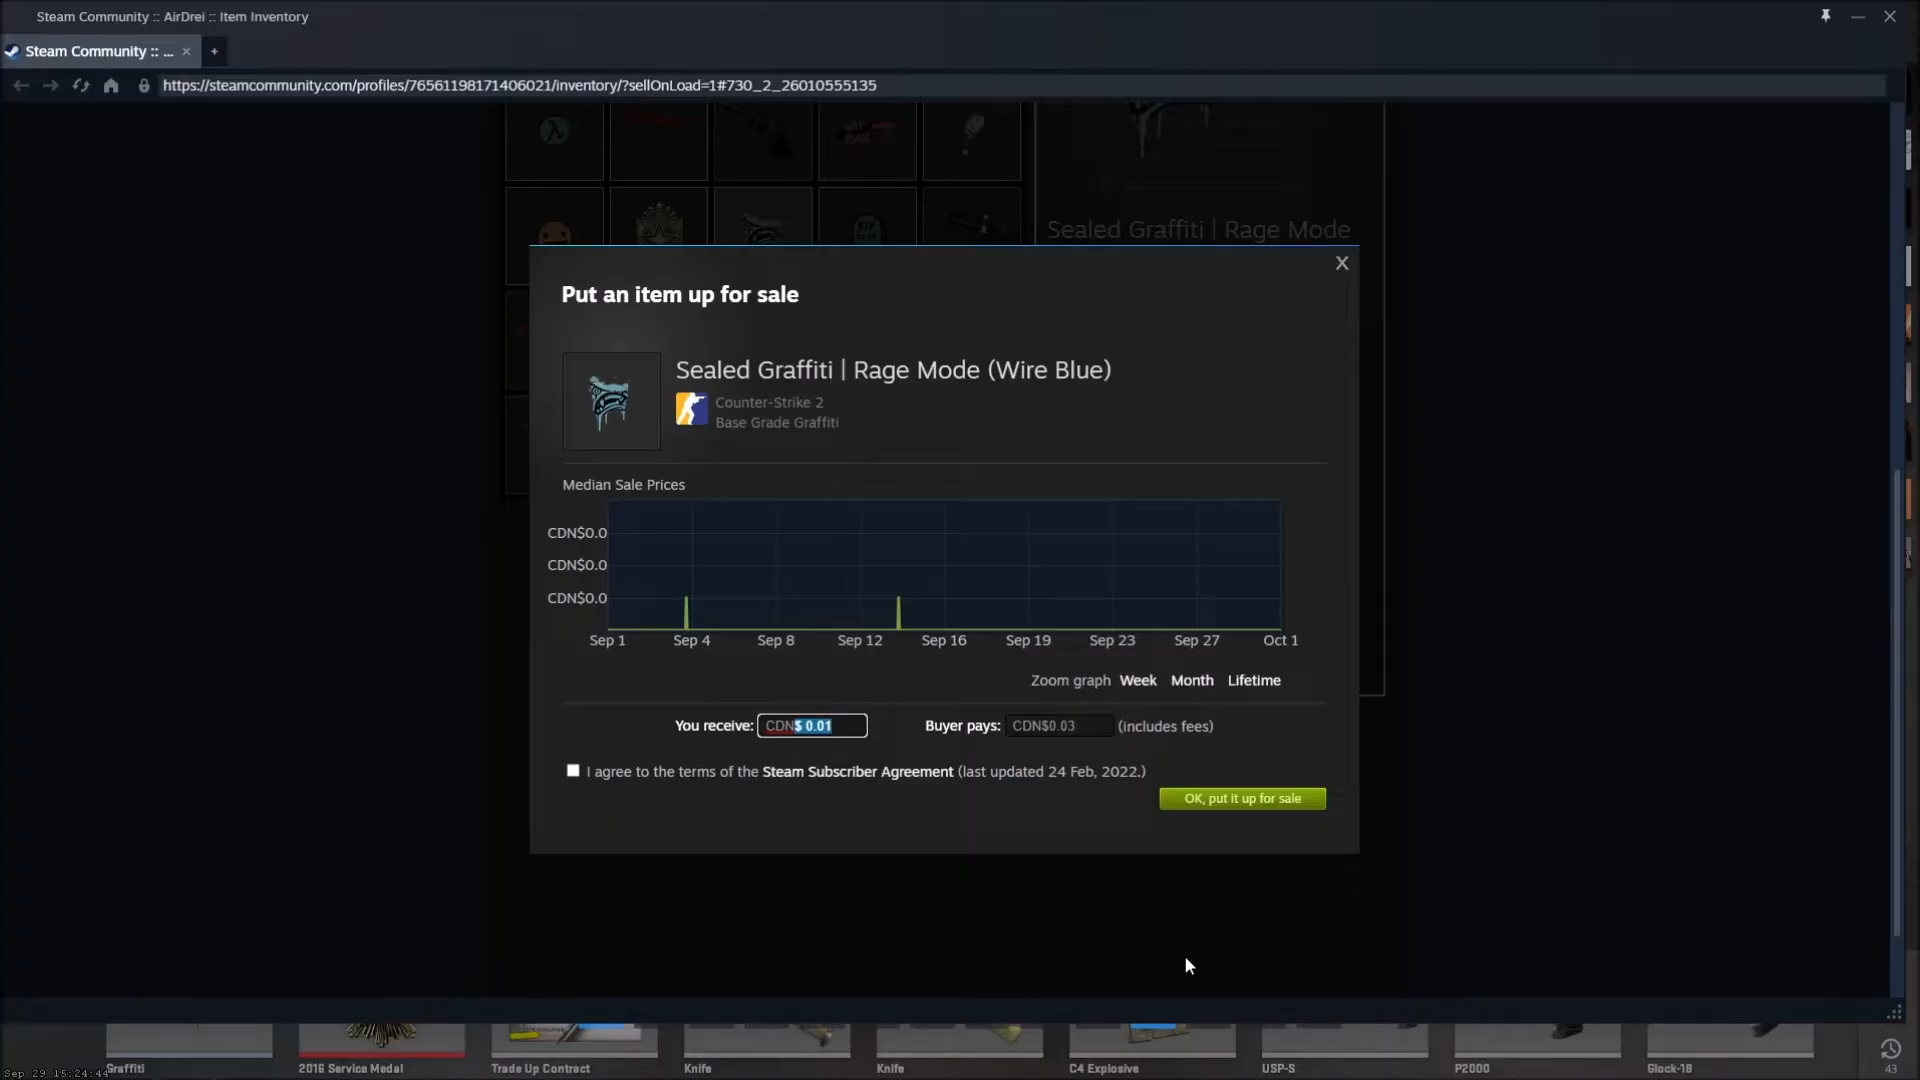 Steam Community :: AirDrei :: Item Inventory
Steam Community :: ...
https://steamcommunity.com/profiles/76561198171406021/inventory/?sellOnLoad=1#730_2_26010555135
Sealed Graffiti | Rage Mode
X
Put an item up for sale
Sealed Graffiti | Rage Mode (Wire Blue)
Counter-Strike 2
Base Grade Graffiti
Median Sale Prices
CDN$0.0
CDN$0.0
CDN$0.0
Sep 1 Sep 4 Sep 8 Sep 12 Sep 16 Sep 19 Sep 23 Sep 27 Oct 1
Zoom graph Week Month Lifetime
You receive: CDN$ 0.01 Buyer pays: CDN$0.03 (includes fees)
I agree to the terms of the Steam Subscriber Agreement (last updated 24 Feb, 2022.)
OK, put it up for sale
Graffiti 2016 Service Medal Trade Up Contract Knife Knife C4 Explosive USP-S P2000 Glock-18 43
Sep 29 15:24:44